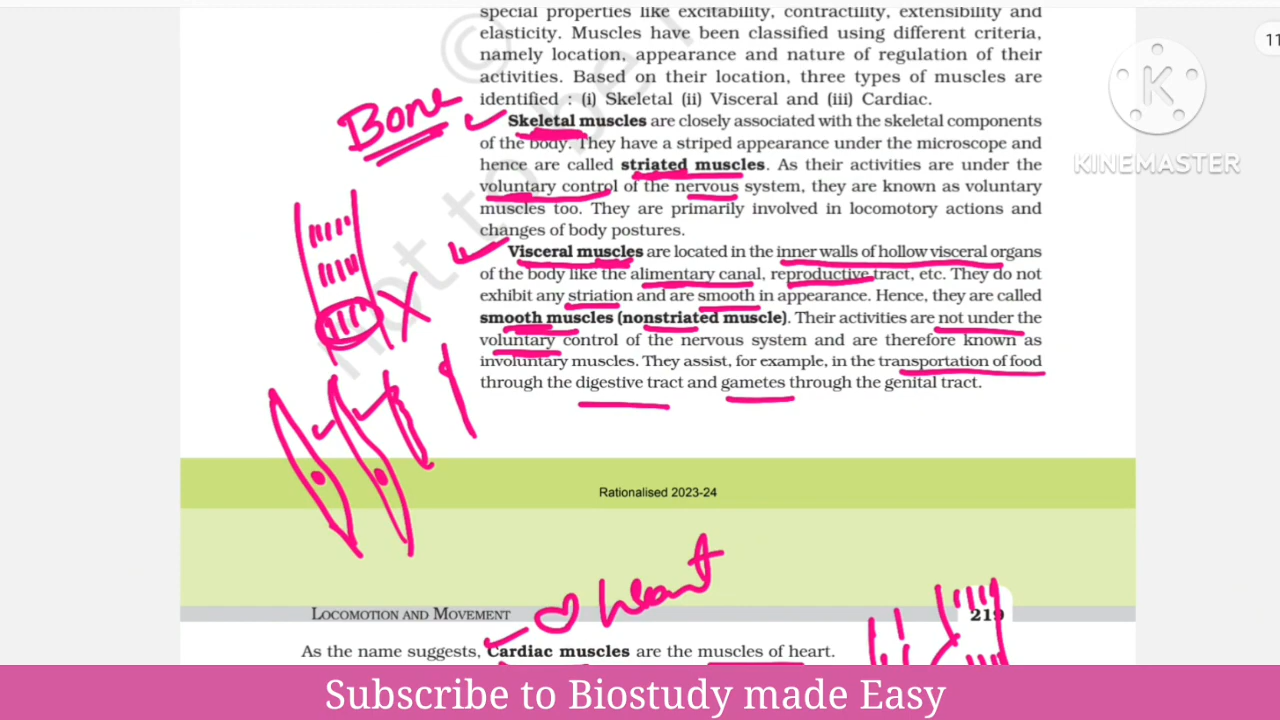 special properties like excitability, contractility, extensibility and
elasticity. Muscles have been classified using different criteria,
namely location, appearance and nature of regulation of their
activities. Based on their location, three types of muscles are
identified : (i) Skeletal (ii) Visceral and (iii) Cardiac.
Bone
Skeletal muscles are closely associated with the skeletal components
of the body. They have a striped appearance under the microscope and
hence are called striated muscles. As their activities are under the
voluntary control of the nervous system, they are known as voluntary
muscles too. They are primarily involved in locomotory actions and
changes of body postures.
Visceral muscles are located in the inner walls of hollow visceral organs
of the body like the alimentary canal, reproductive tract, etc. They do not
exhibit any striation and are smooth in appearance. Hence, they are called
smooth muscles (nonstriated muscle). Their activities are not under the
voluntary control of the nervous system and are therefore known as
involuntary muscles. They assist, for example, in the transportation of food
through the digestive tract and gametes through the genital tract.
© not to be
11
K
KINEMASTER
Rationalised 2023-24
heart
LOCOMOTION AND MOVEMENT
219
As the name suggests, Cardiac muscles are the muscles of heart.
Subscribe to Biostudy made Easy